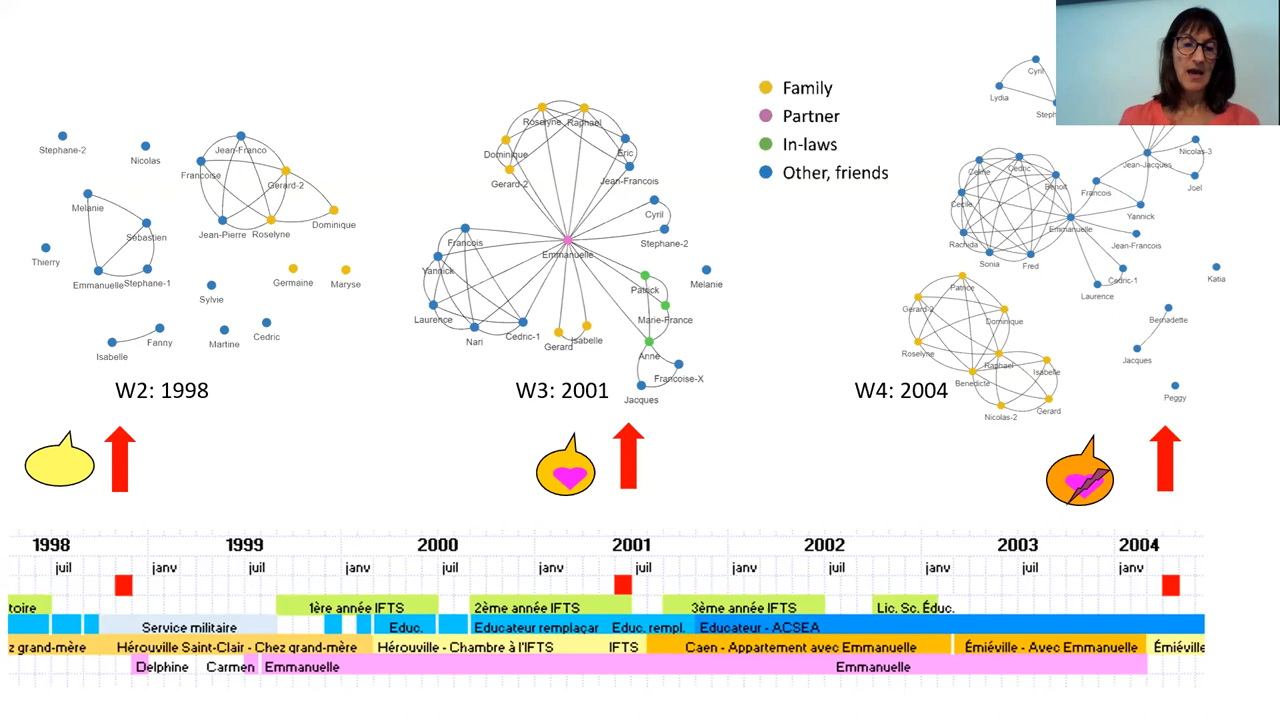 Stephane-2
Nicolas
Jean-Franco
Francoise
Gerard-2
Melanie
Sebastien
Jean-Pierre
Roselyne
Dominique
Thierry
Emmanuelle
Stephane-1
Germaine
Maryse
Sylvie
Isabelle
Fanny
Martine
Cedric
W2: 1998
Roselyne
Raphael
Dominique
Eric
Gerard-2
Jean-Francois
Cyril
Francois
Stephane-2
Emmanuelle
Yannick
Melanie
Patrick
Laurence
Marie-France
Nari
Cedric-1
Gerard
Isabelle
Anne
Francoise-X
Jacques
W3: 2001
Family
Partner
In-laws
Other, friends
Cyril
Lydia
Steph
Jean-Jacques
Nicolas-3
Joel
Celine
Cedric
Benoit
Francois
Cecile
Yannick
Emmanuelle
Rachida
Jean-Francois
Sonia
Fred
Cedric-1
Laurence
Katia
Patrice
Gerard-2
Dominique
Bernadette
Roselyne
Raphael
Isabelle
Jacques
Benedicte
Nicolas-2
Gerard
Peggy
W4: 2004
1998 1999 2000 2001 2002 2003 2004
juil janv juil janv juil janv juil janv juil janv juil janv
toire 1ère année IFTS 2ème année IFTS 3ème année IFTS Lic. Sc. Éduc.
Service militaire Educ. Educateur remplaçar Educ. rempl. Educateur - ACSEA
z grand-mère Hérouville Saint-Clair - Chez grand-mère Hérouville - Chambre à l'IFTS IFTS Caen - Appartement avec Emmanuelle Émiéville - Avec Emmanuelle Émiéville
Delphine Carmen Emmanuelle Emmanuelle